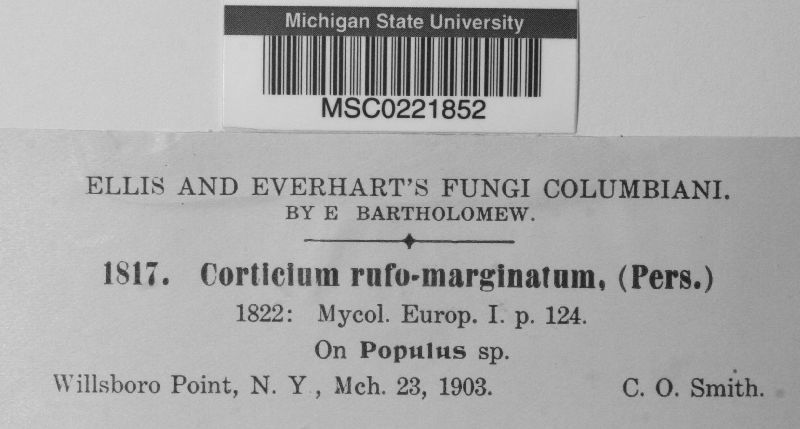 Michigan State University
MSC0221852
ELLIS AND EVERHART'S FUNGI COLUMBIANI.
BY E BARTHOLOMEW.
1817. Corticium rufo-marginatum, (Pers.)
1822: Mycol. Europ. I. p. 124.
On Populus sp.
Willsboro Point, N. Y , Mch. 23, 1903. C. O. Smith.